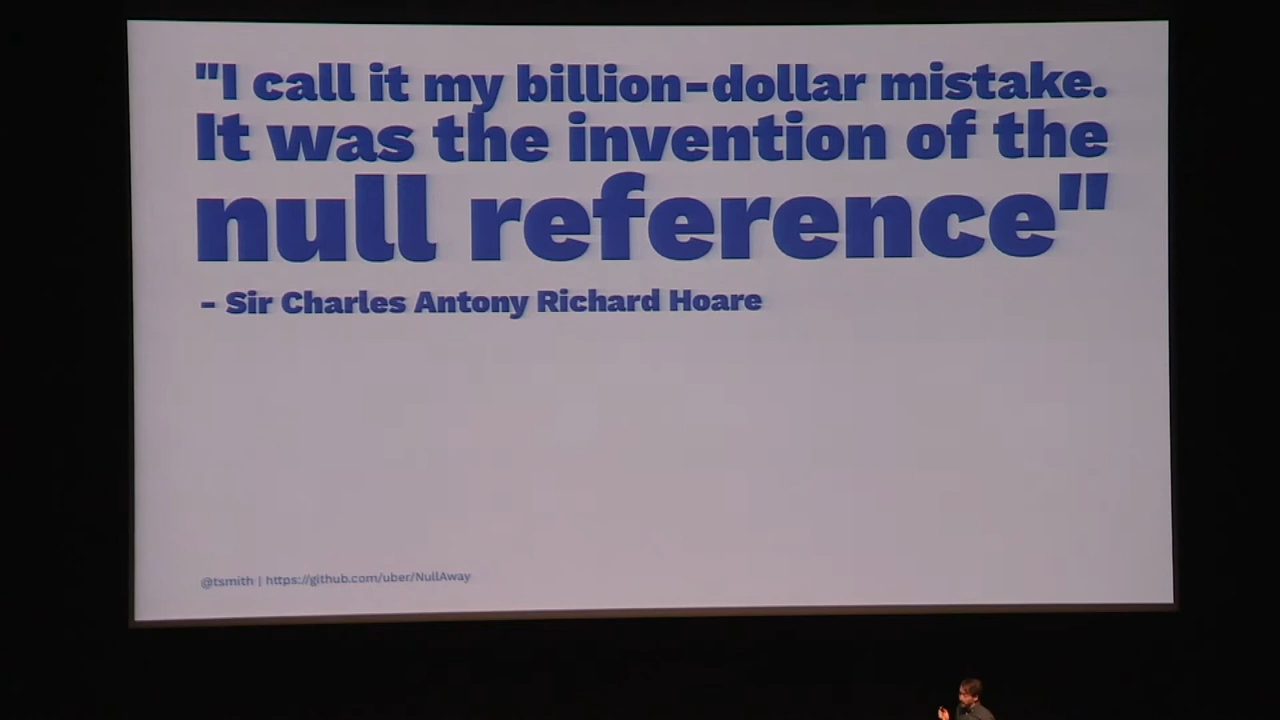 "I call it my billion-dollar mistake.
It was the invention of the
null reference"
- Sir Charles Antony Richard Hoare
@tsmith | https://github.com/uber/NullAway